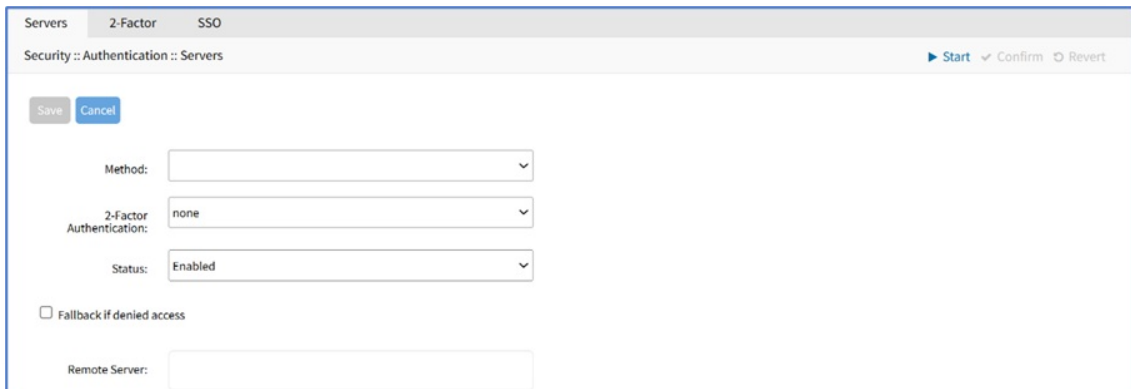 Servers 2-Factor SSO
Security :: Authentication :: Servers Start Confirm Revert
Save Cancel
Method:
2-Factor
Authentication:
none
Status: Enabled
Fallback if denied access
Remote Server: